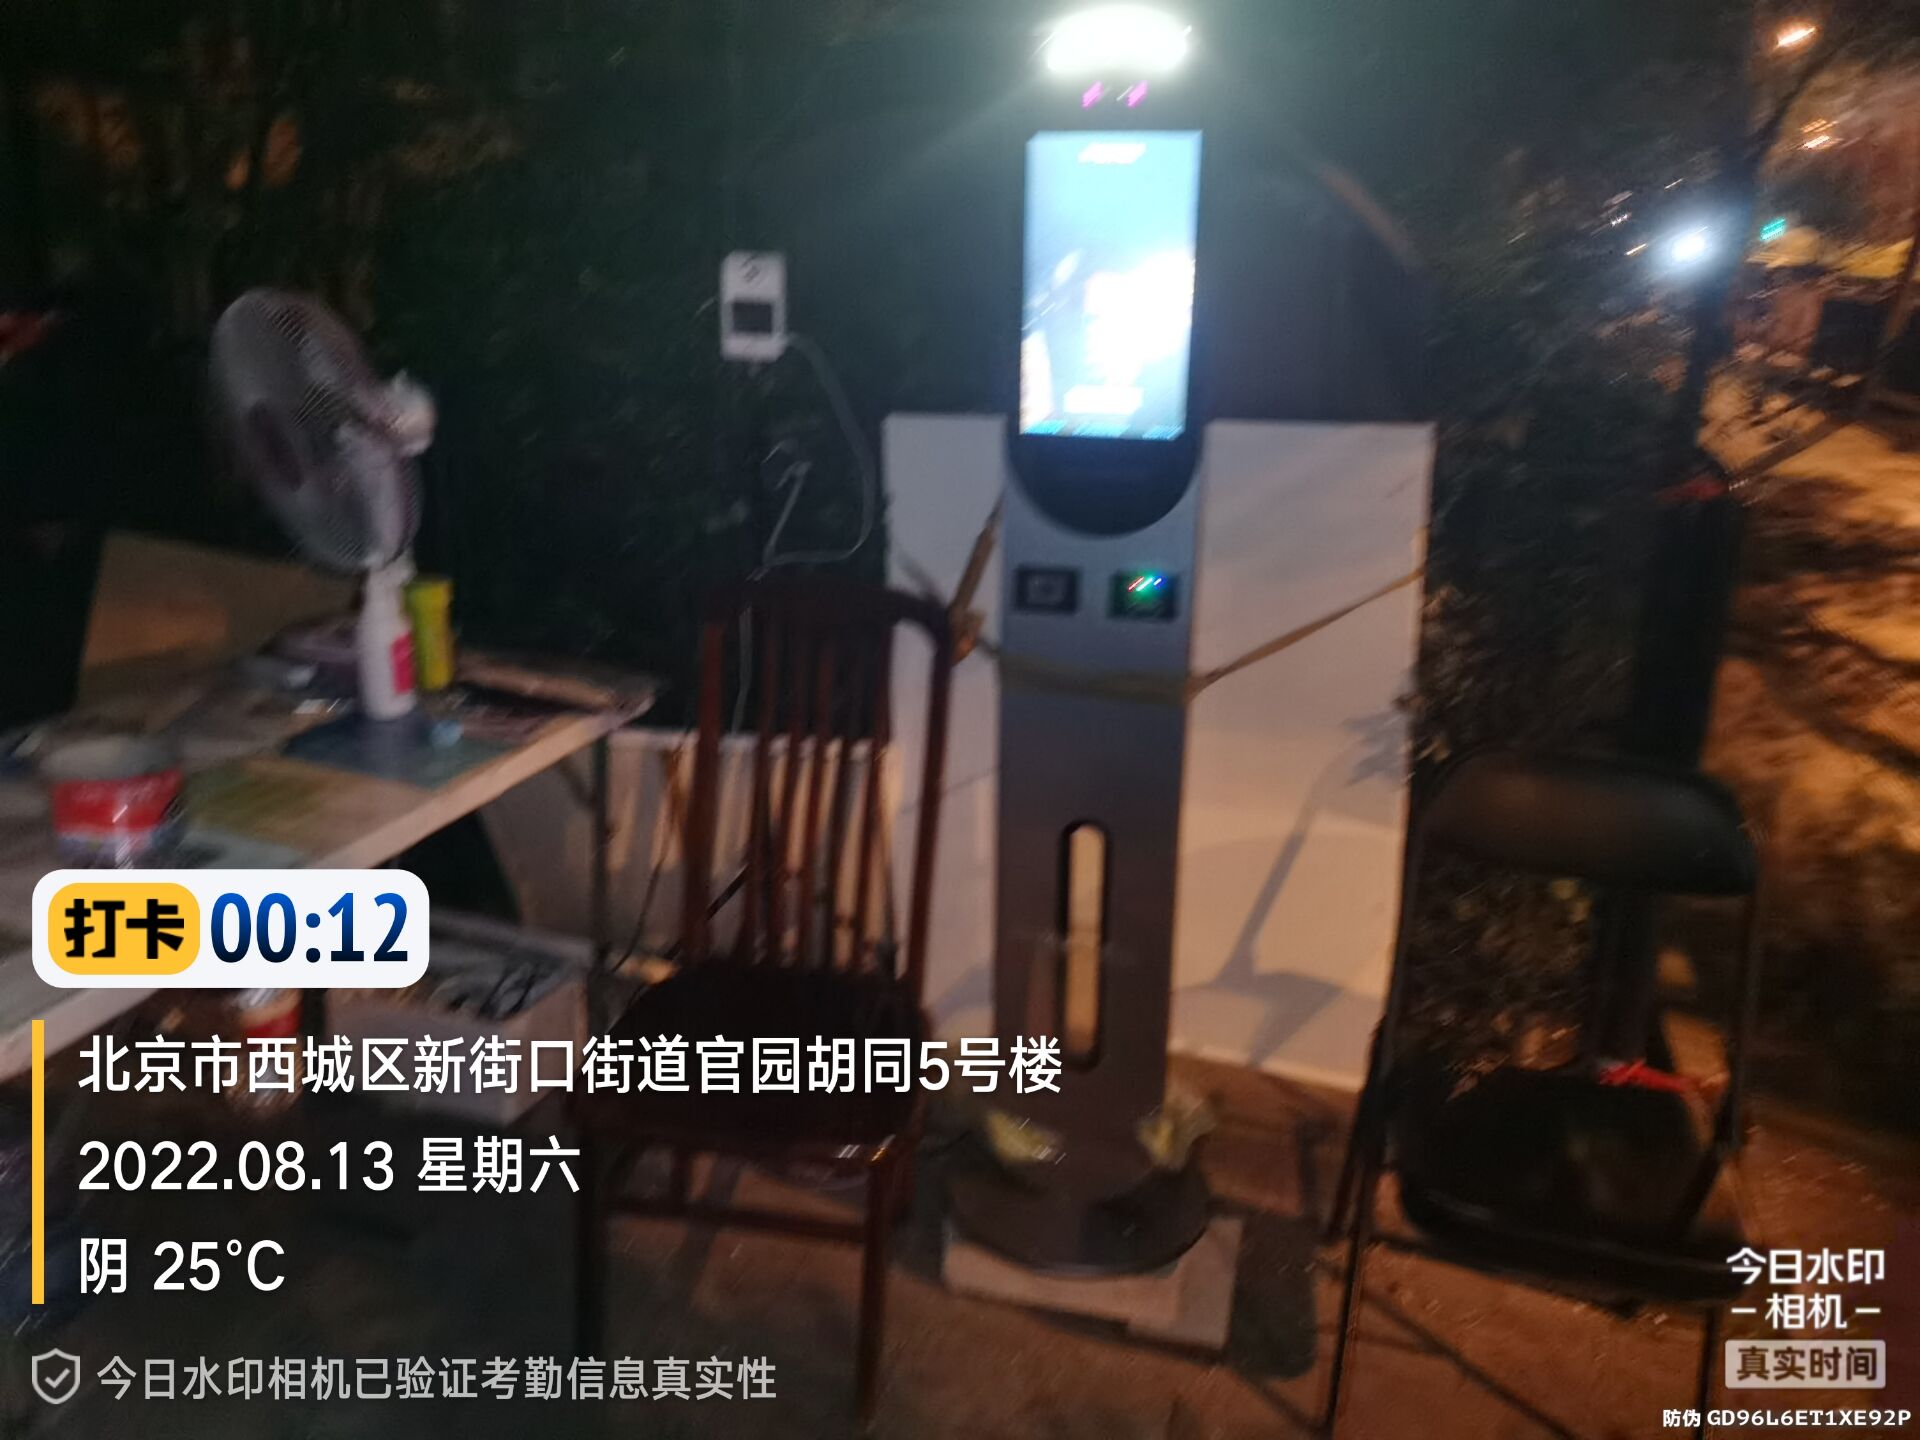 打卡 00:12
北京市西城区新街口街道官园胡同5号楼
2022.08.13 星期六
阴 25°C
今日水印相机已验证考勤信息真实性
今日水印
相机
真实时间
防伪 GD96L6ET1XE92P